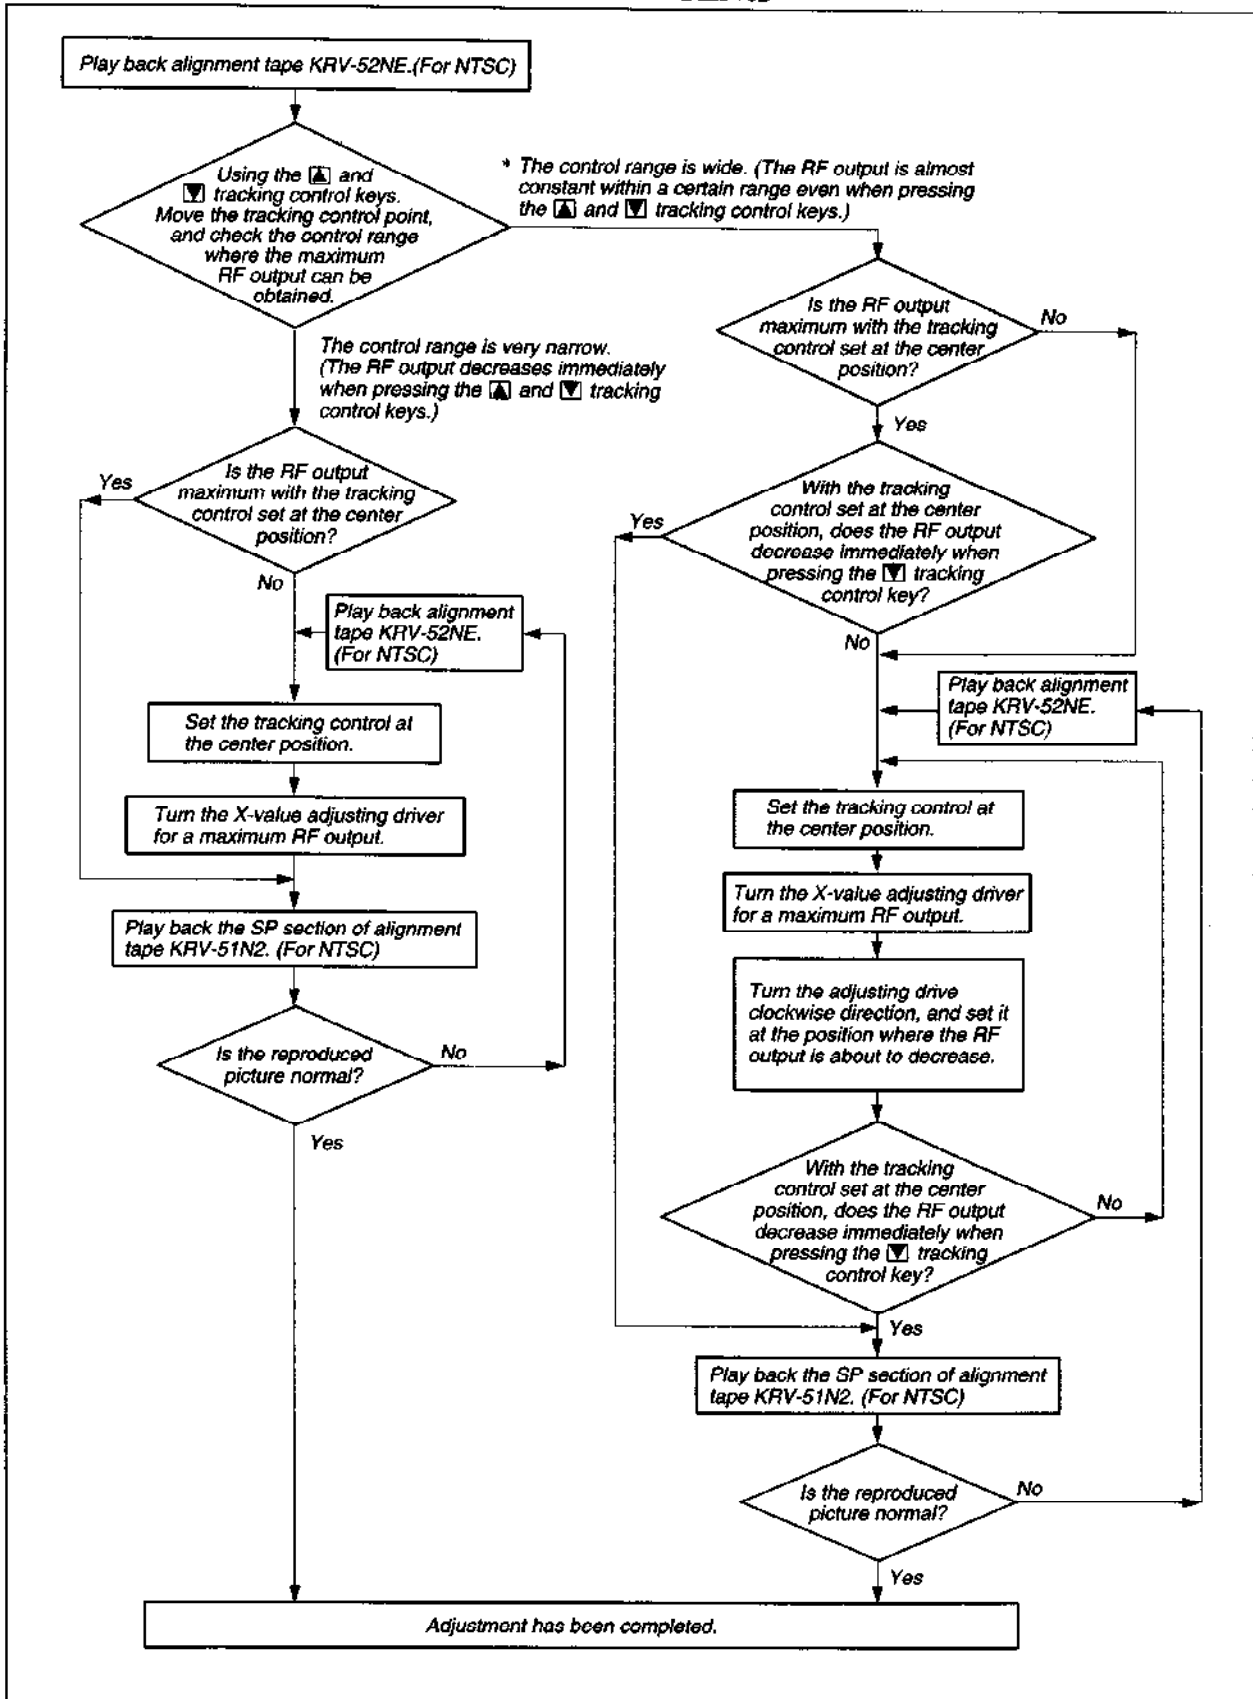 Play back alignment tape KRV-52NE.(For NTSC)
Using the ▲ and
▼ tracking control keys.
Move the tracking control point,
and check the control range
where the maximum
RF output can be
obtained.
* The control range is wide. (The RF output is almost
constant within a certain range even when pressing
the ▲ and ▼ tracking control keys.)
The control range is very narrow.
(The RF output decreases immediately
when pressing the ▲ and ▼ tracking
control keys.)
Is the RF output
maximum with the tracking
control set at the center
position?
Yes
No
Play back alignment
tape KRV-52NE.
(For NTSC)
Set the tracking control at
the center position.
Turn the X-value adjusting driver
for a maximum RF output.
Play back the SP section of alignment
tape KRV-51N2. (For NTSC)
Is the reproduced
picture normal?
No
Yes
Is the RF output
maximum with the tracking
control set at the center
position?
No
Yes
With the tracking
control set at the center
position, does the RF output
decrease immediately when
pressing the ▼ tracking
control key?
Yes
No
Play back alignment
tape KRV-52NE.
(For NTSC)
Set the tracking control at
the center position.
Turn the X-value adjusting driver
for a maximum RF output.
Turn the adjusting drive
clockwise direction, and set it
at the position where the RF
output is about to decrease.
With the tracking
control set at the center
position, does the RF output
decrease immediately when
pressing the ▼ tracking
control key?
No
Yes
Play back the SP section of alignment
tape KRV-51N2. (For NTSC)
Is the reproduced
picture normal?
No
Yes
Adjustment has been completed.